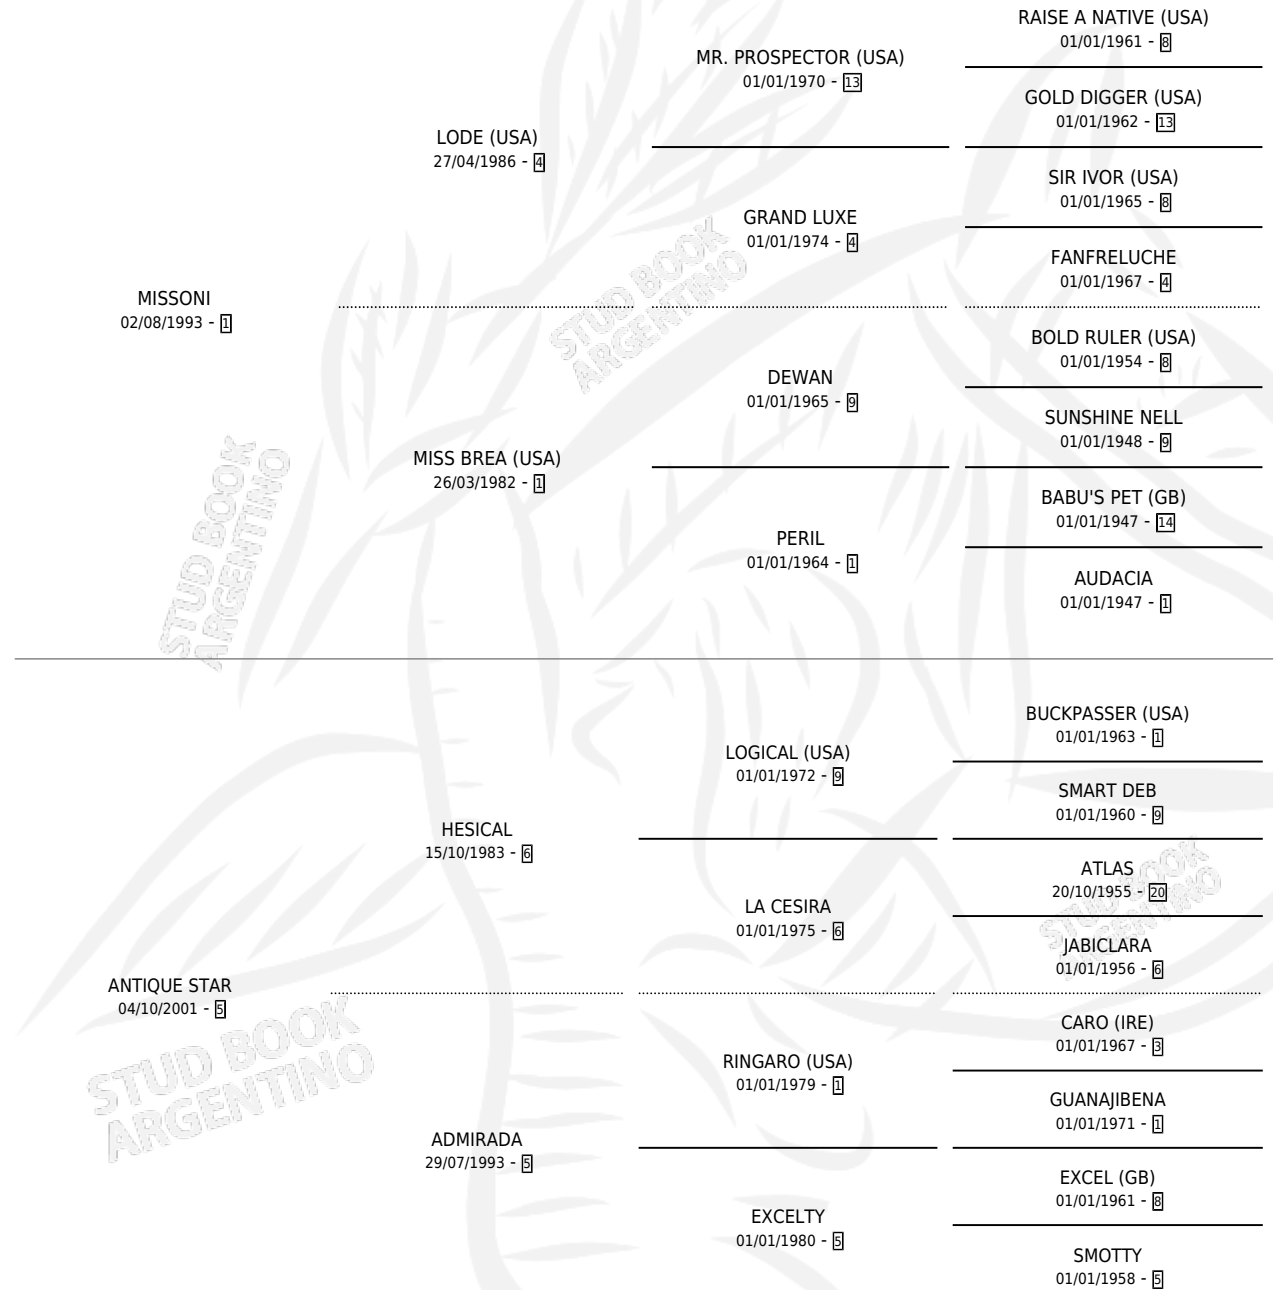 RAISE A NATIVE (USA)
01/01/1961 - 8
MR. PROSPECTOR (USA)
01/01/1970 - 13
GOLD DIGGER (USA)
01/01/1962 - 13
LODE (USA)
27/04/1986 - 4
SIR IVOR (USA)
01/01/1965 - 8
GRAND LUXE
01/01/1974 - 4
FANFRELUCHE
01/01/1967 - 4
MISSONI
02/08/1993 - 1
BOLD RULER (USA)
01/01/1954 - 8
DEWAN
01/01/1965 - 9
SUNSHINE NELL
01/01/1948 - 9
MISS BREA (USA)
26/03/1982 - 1
BABU'S PET (GB)
01/01/1947 - 14
PERIL
01/01/1964 - 1
AUDACIA
01/01/1947 - 1
BUCKPASSER (USA)
01/01/1963 - 1
LOGICAL (USA)
01/01/1972 - 9
SMART DEB
01/01/1960 - 9
HESICAL
15/10/1983 - 6
ATLAS
20/10/1955 - 20
LA CESIRA
01/01/1975 - 6
JABICLARA
01/01/1956 - 6
ANTIQUE STAR
04/10/2001 - 5
CARO (IRE)
01/01/1967 - 3
RINGARO (USA)
01/01/1979 - 1
GUANAJIBENA
01/01/1971 - 1
ADMIRADA
29/07/1993 - 5
EXCEL (GB)
01/01/1961 - 8
EXCELTY
01/01/1980 - 5
SMOTTY
01/01/1958 - 5
STUD BOOK
ARGENTINO
STUD BOOK
ARGENTINO
STUD BOOK
ARGENTINO
STUD BOOK
ARGENTINO